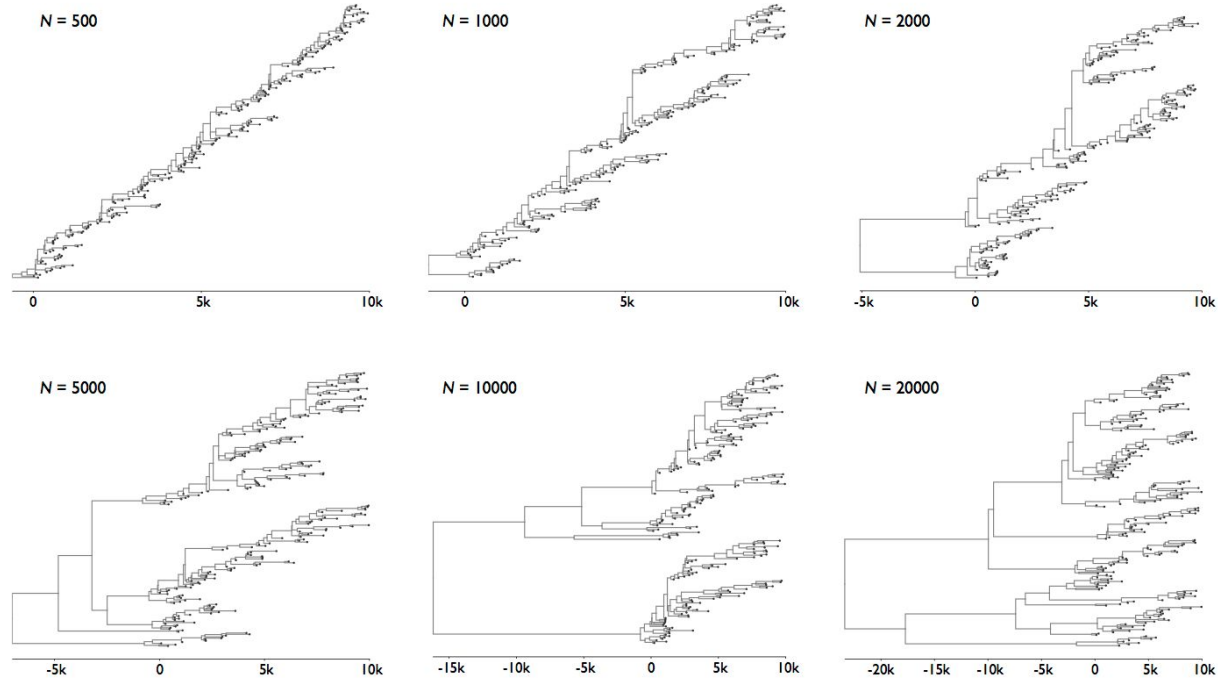 N = 500
N = 1000
N = 2000
0 5k 10k
0 5k 10k
-5k 0 5k 10k
N = 5000
N = 10000
N = 20000
-5k 0 5k 10k
-15k -10k -5k 0 5k 10k
-20k -15k -10k -5k 0 5k 10k